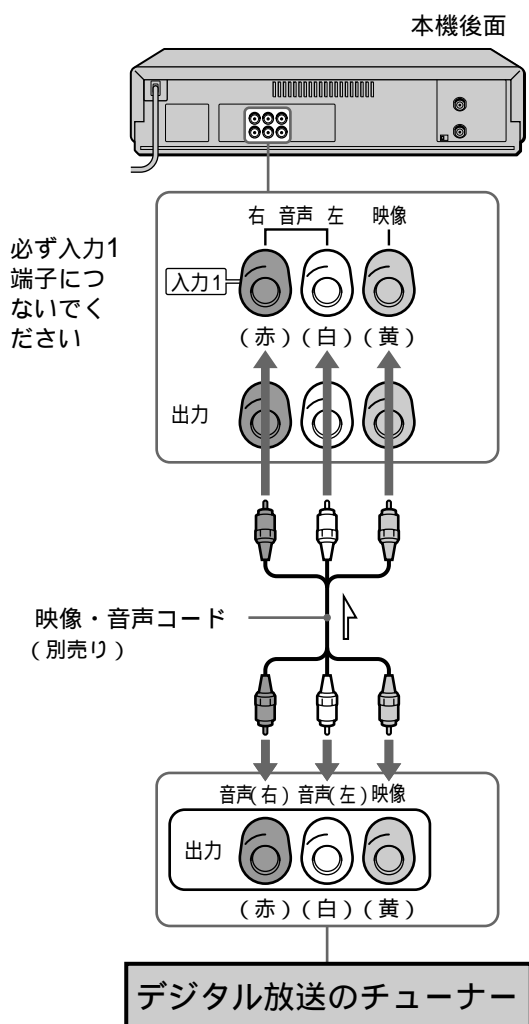 本機後面
右 音声 左 映像
必ず入力1
端子につ
ないでく
ださい
入力1
(赤)(白)(黄)
出力
映像・音声コード
(別売り)
音声(右)音声(左)映像
出力
(赤)(白)(黄)
デジタル放送のチューナー